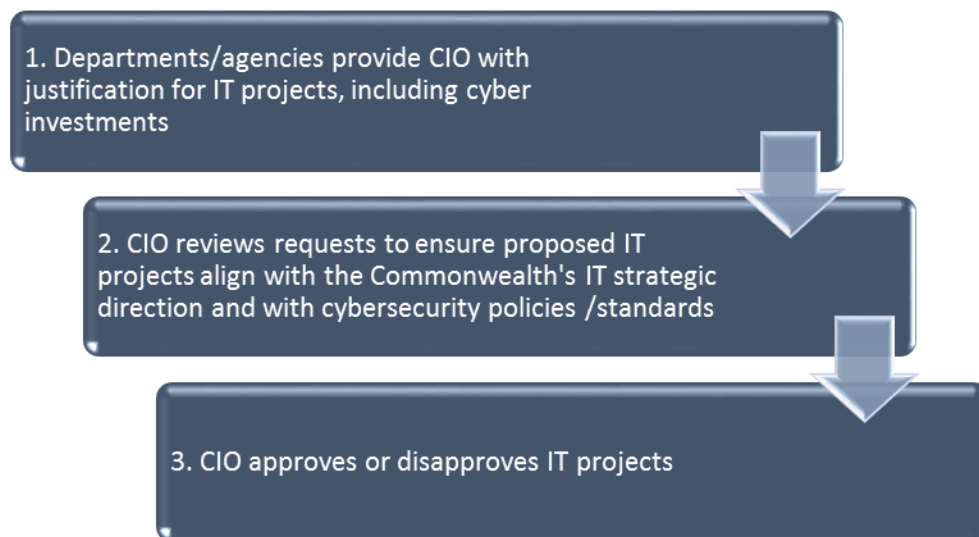 1. Departments/agencies provide CIO with
justification for IT projects, including cyber
investments
2. CIO reviews requests to ensure proposed IT
projects align with the Commonwealth's IT strategic
direction and with cybersecurity policies /standards
3. CIO approves or disapproves IT projects